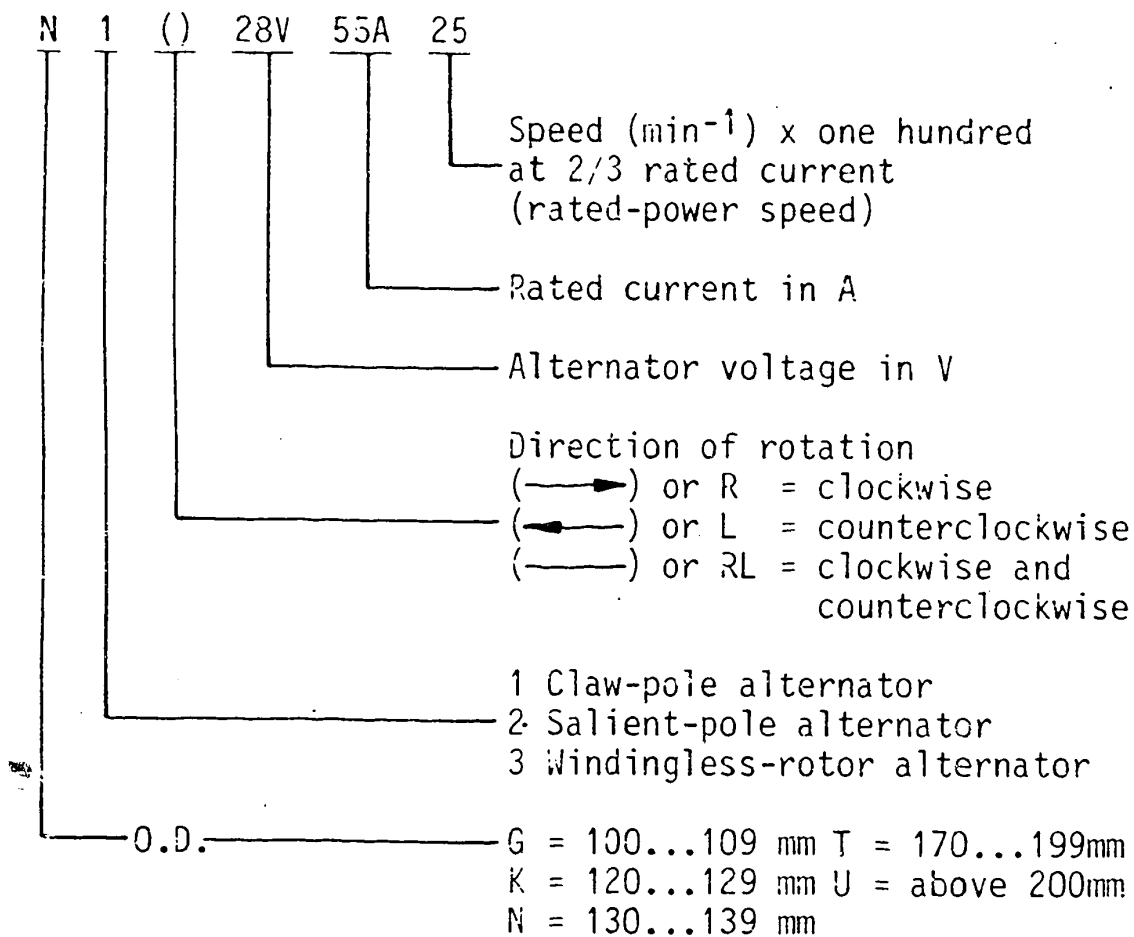 N 1 () 28V 55A 25
Speed (min-1) x one hundred
at 2/3 rated current
(rated-power speed)
Rated current in A
Alternator voltage in V
Direction of rotation
(→) or R = clockwise
(←) or L = counterclockwise
(—) or RL = clockwise and
counterclockwise
1 Claw-pole alternator
2 Salient-pole alternator
3 Windingless-rotor alternator
O.D. G = 100...109 mm T = 170...199mm
K = 120...129 mm U = above 200mm
N = 130...139 mm